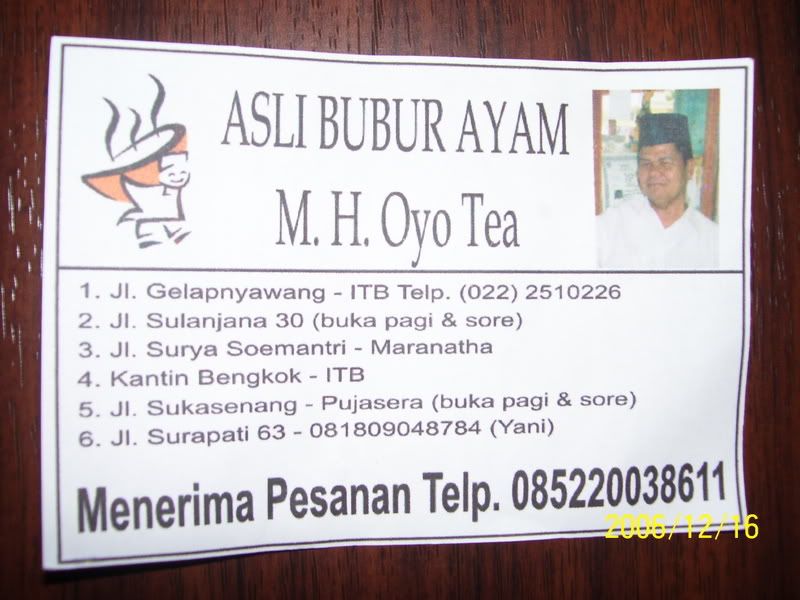 ASLI BUBUR AYAM
M. H. Oyo Tea
1. Jl. Gelapnyawang - ITB Telp. (022) 2510226
2. Jl. Sulanjana 30 (buka pagi & sore)
3. Jl. Surya Soemantri - Maranatha
4. Kantin Bengkok - ITB
5. Jl. Sukasenang - Pujasera (buka pagi & sore)
6. Jl. Surapati 63 - 081809048784 (Yani)
Menerima Pesanan Telp. 085220038611
2006/12/16